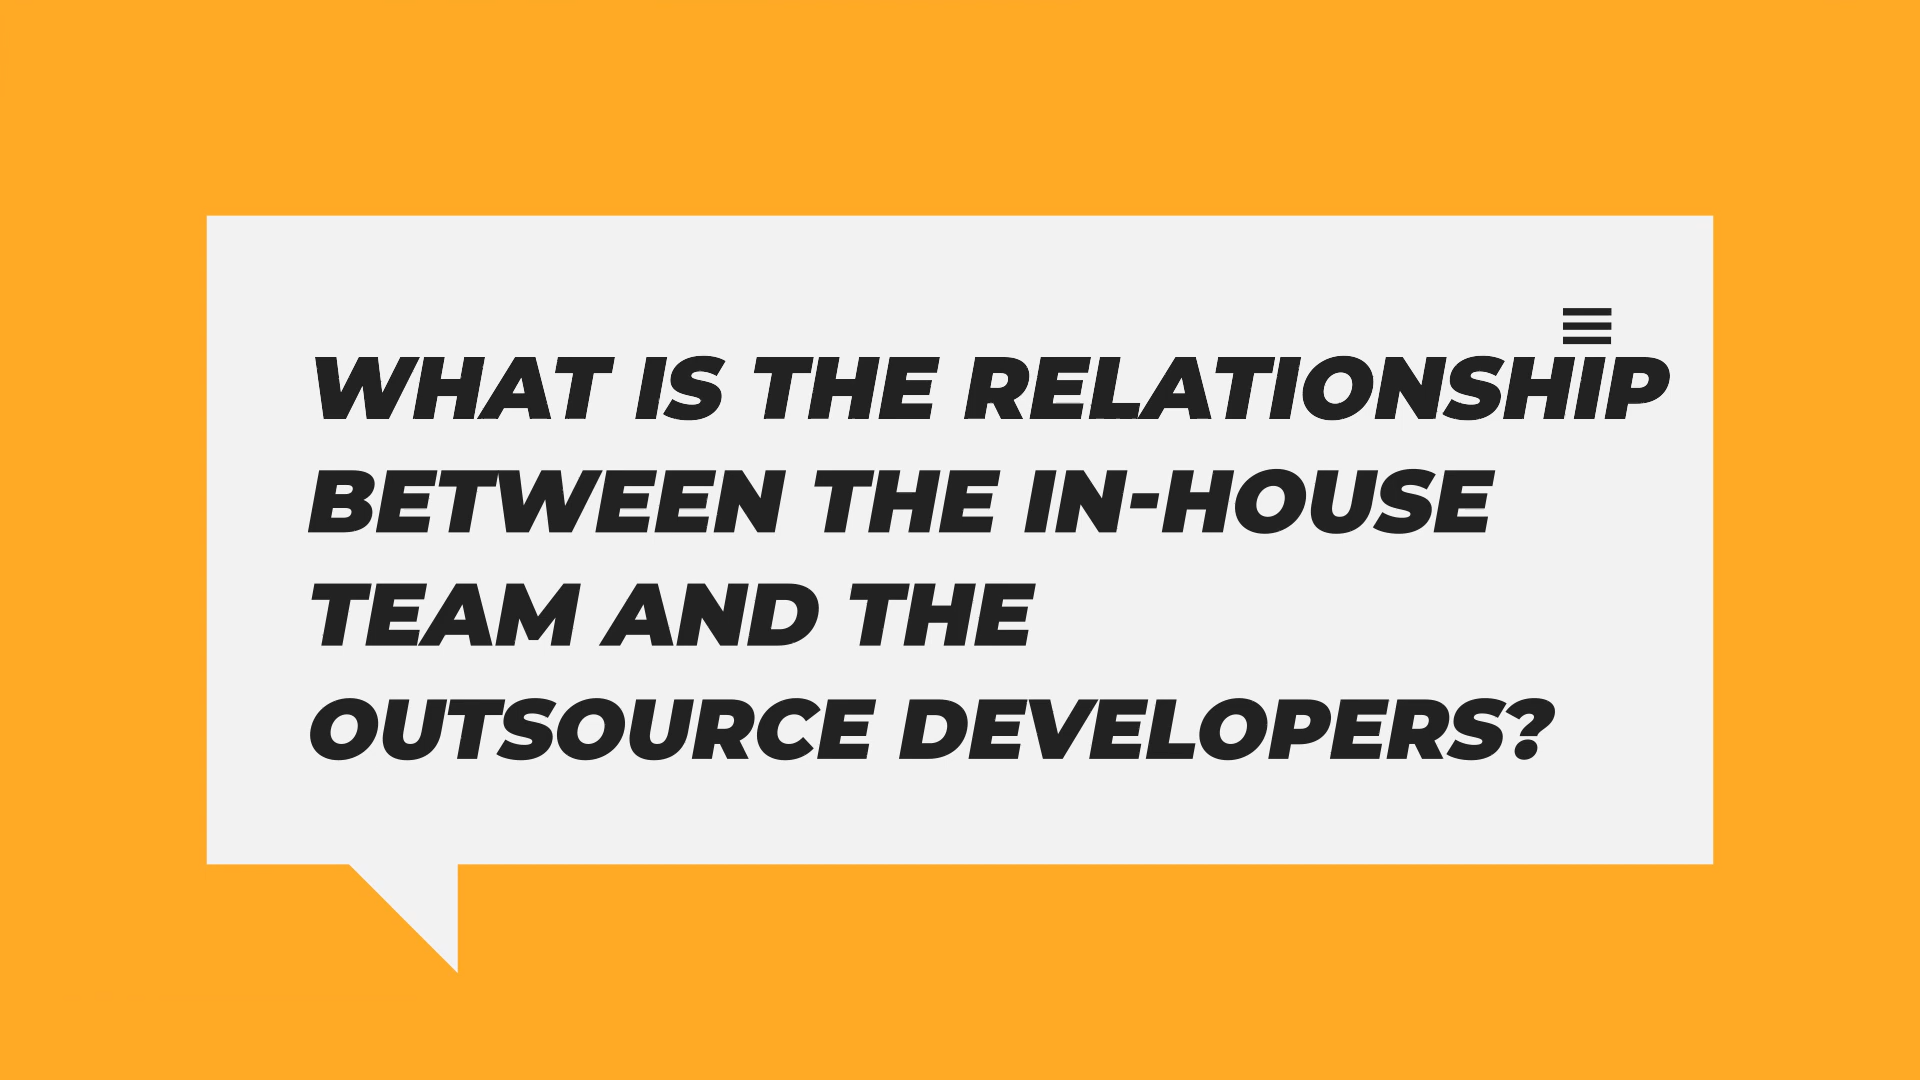 WHAT IS THE RELATIONSHIP
BETWEEN THE IN-HOUSE
TEAM AND THE
OUTSOURCE DEVELOPERS?